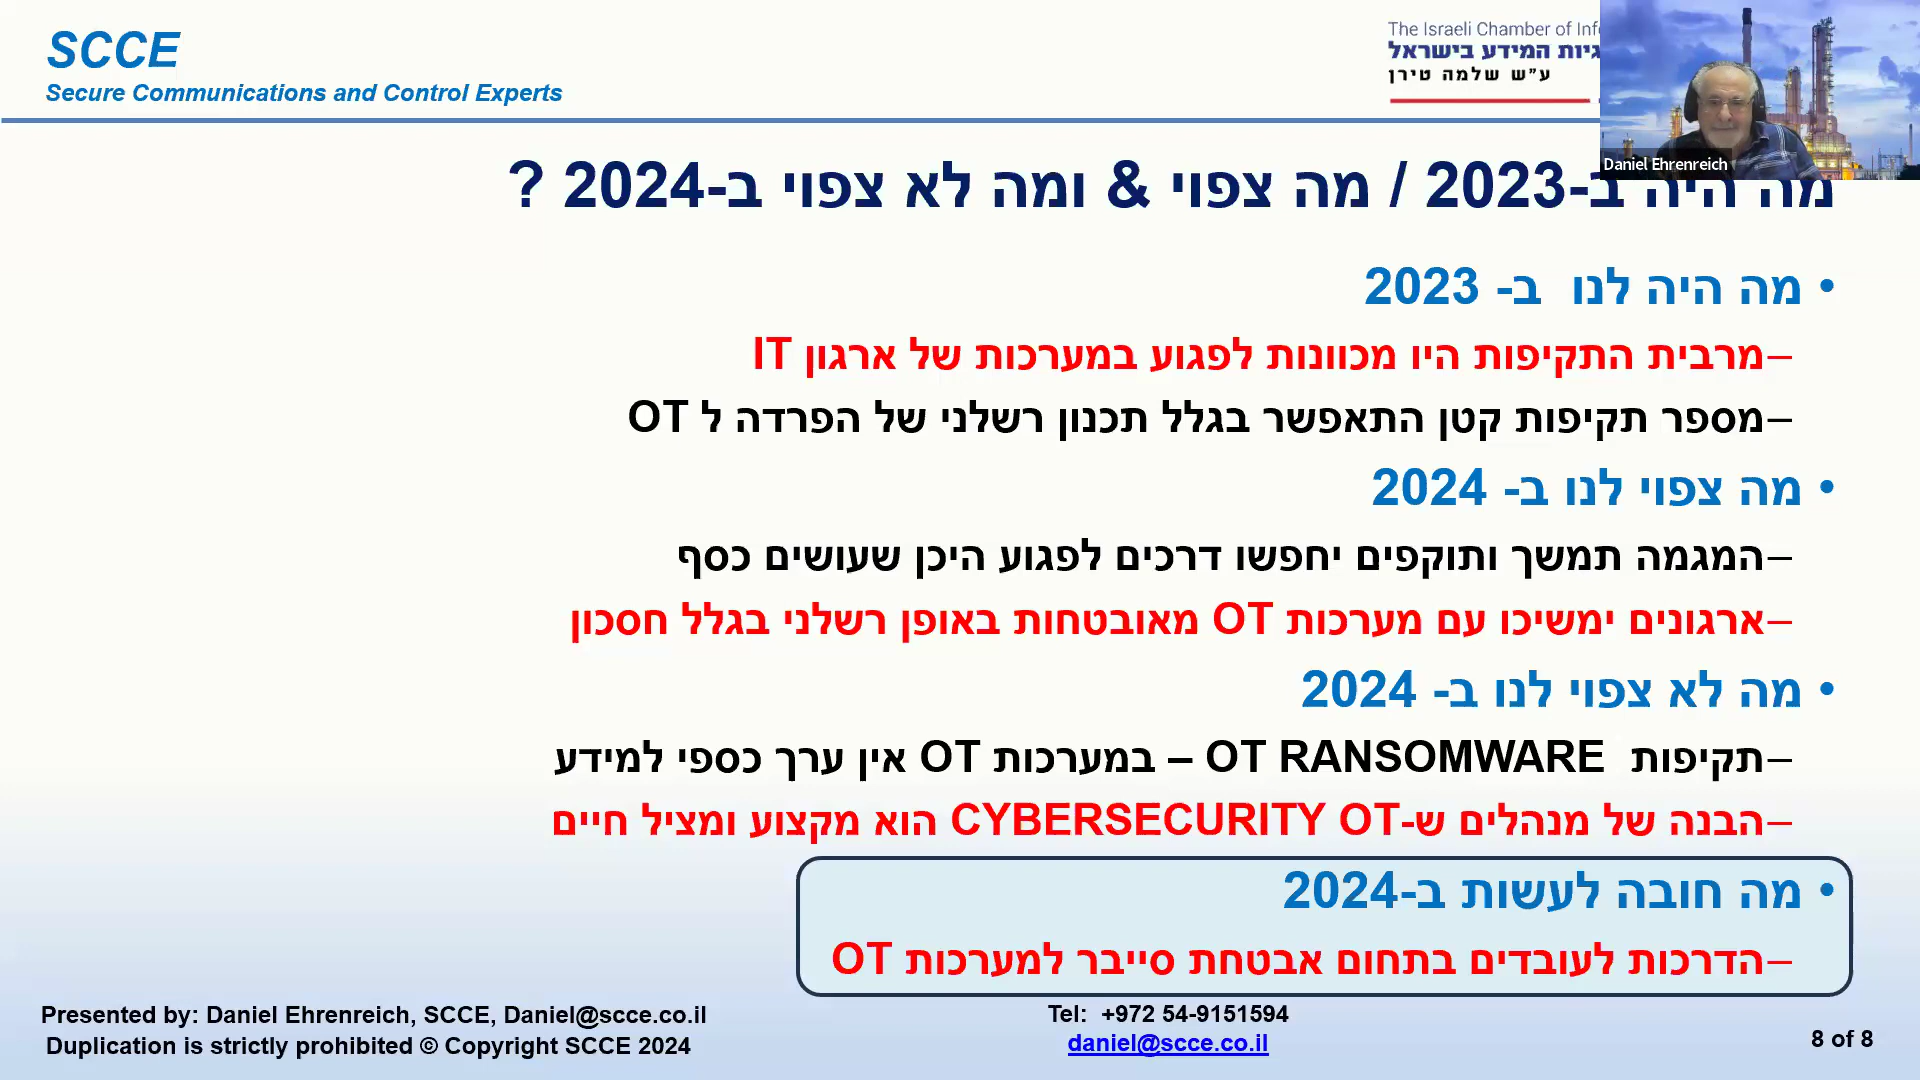 SCCE
Secure Communications and Control Experts
The Israeli Chamber of
המידע בישראל
ע"ש שלמה טירן
Daniel Ehrenreich
מה היה ב-2023 / מה צפוי & ומה לא צפוי ב-2024 ?
• מה היה לנו ב- 2023
–מרבית התקיפות היו מכוונות לפגוע במערכות של ארגון IT
–מספר תקיפות קטן התאפשר בגלל תכנון רשלני של הפרדה ל OT
• מה צפוי לנו ב- 2024
–המגמה תמשך ותוקפים יחפשו דרכים לפגוע היכן שעושים כסף
–ארגונים ימשיכו עם מערכות OT מאובטחות באופן רשלני בגלל חסכון
• מה לא צפוי לנו ב- 2024
–תקיפות OT RANSOMWARE – במערכות OT אין ערך כספי למידע
–הבנה של מנהלים ש-CYBERSECURITY OT הוא מקצוע ומציל חיים
• מה חובה לעשות ב-2024
–הדרכות לעובדים בתחום אבטחת סייבר למערכות OT
Presented by: Daniel Ehrenreich, SCCE, Daniel@scce.co.il
Duplication is strictly prohibited © Copyright SCCE 2024
Tel: +972 54-9151594
daniel@scce.co.il
8 of 8